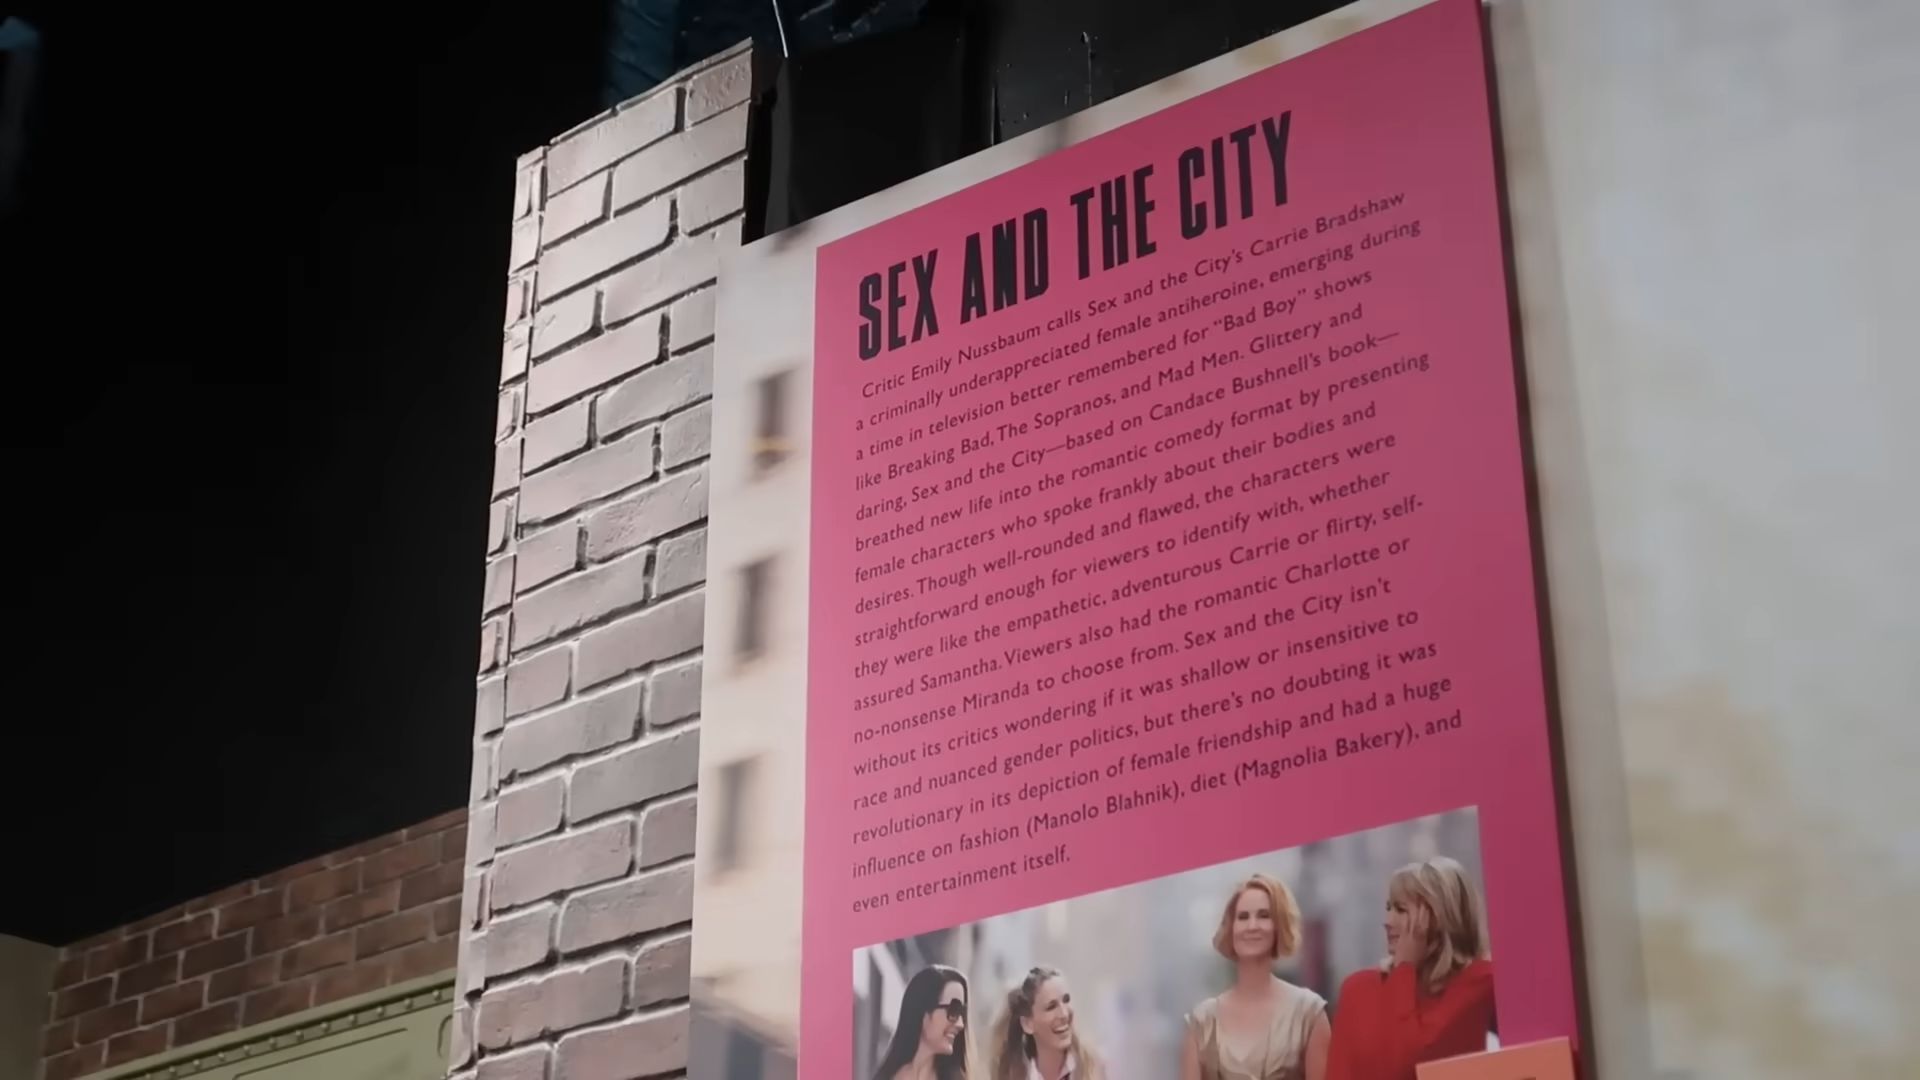 SEX AND THE CITY
Critic Emily Nussbaum calls Sex and the City's Carrie Bradshaw
a criminally underappreciated female antiheroine, emerging during
a time in television better remembered for "Bad Boy" shows
like Breaking Bad, The Sopranos, and Mad Men. Glittery and
daring, Sex and the City—based on Candace Bushnell's book—
breathed new life into the romantic comedy format by presenting
female characters who spoke frankly about their bodies and
desires. Though well-rounded and flawed, the characters were
straightforward enough for viewers to identify with, whether
they were like the empathetic, adventurous Carrie or flirty, self-
assured Samantha. Viewers also had the romantic Charlotte or
no-nonsense Miranda to choose from. Sex and the City isn't
without its critics wondering if it was shallow or insensitive to
race and nuanced gender politics, but there's no doubting it was
revolutionary in its depiction of female friendship and had a huge
influence on fashion (Manolo Blahnik), diet (Magnolia Bakery), and
even entertainment itself.